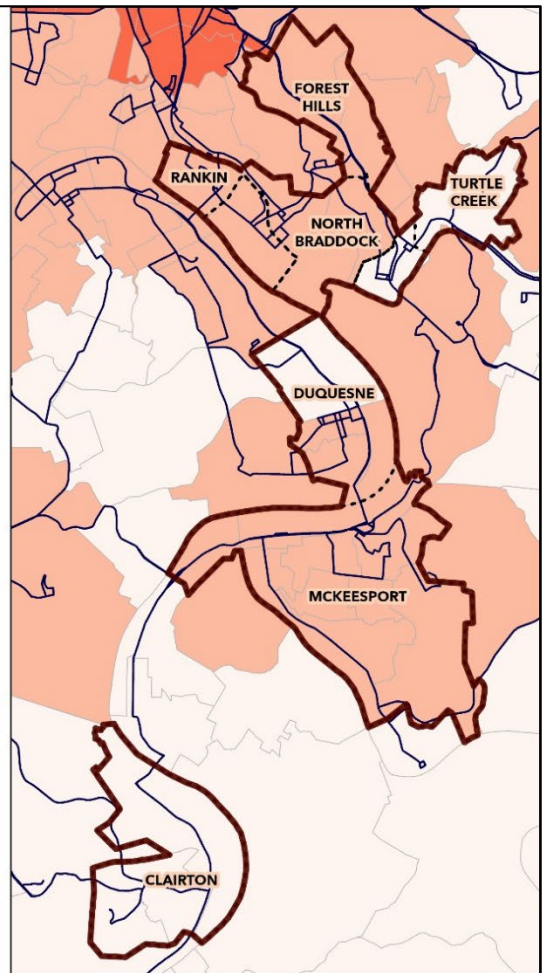 FOREST
HILLS
RANKIN
TURTLE
CREEK
NORTH
BRADDOCK
DUQUESNE
MCKEESPORT
CLAIRTON